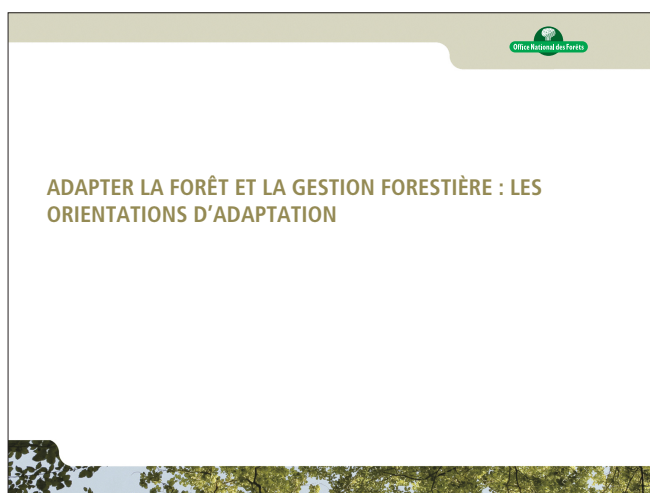 Office National des Forêts
ADAPTER LA FORÊT ET LA GESTION FORESTIÈRE : LES
ORIENTATIONS D'ADAPTATION